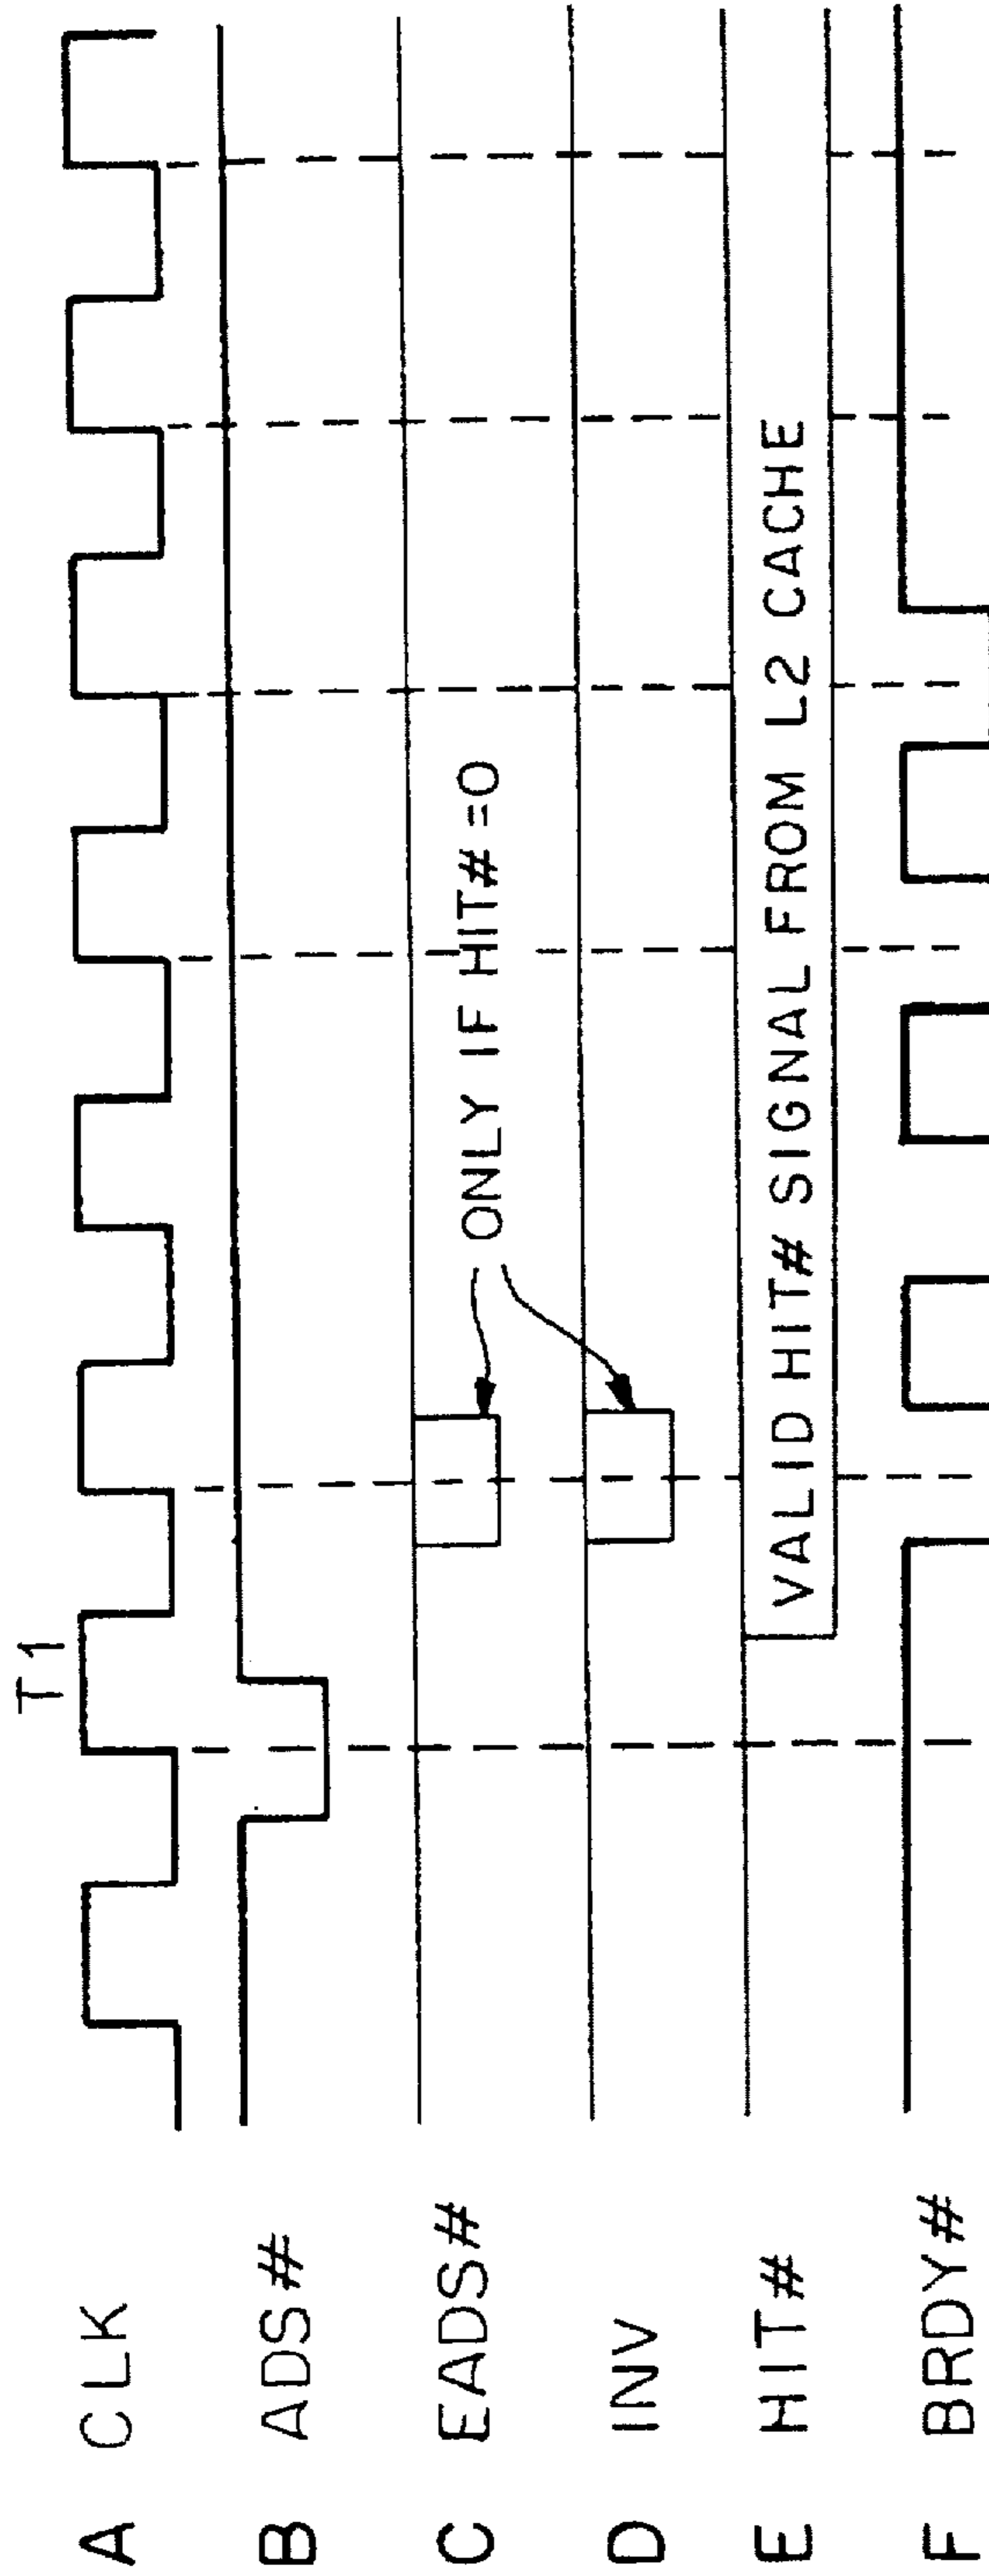 T1
A CLK
B ADS#
C EADS#
ONLY IF HIT#=0
D INV
E HIT#
VALID HIT# SIGNAL FROM L2 CACHE
F BRDY#